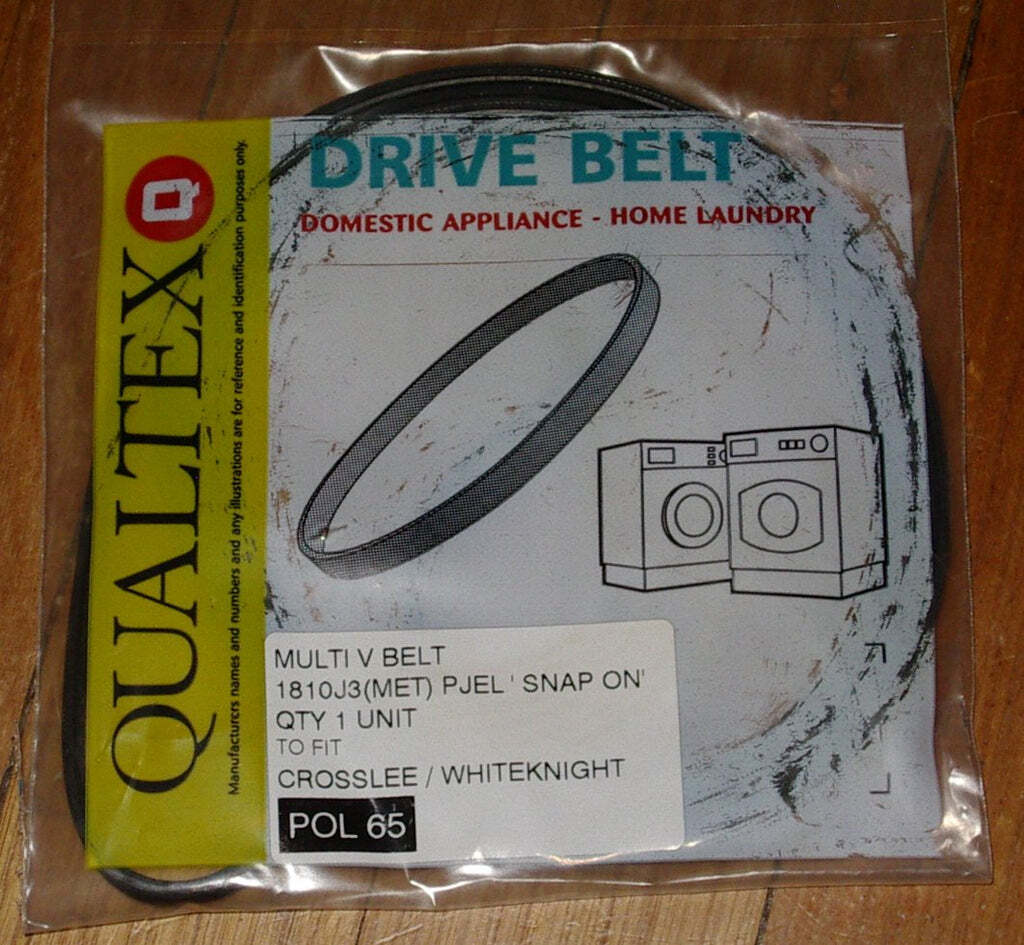 DRIVE BELT
DOMESTIC APPLIANCE - HOME LAUNDRY
Q
QUALTEX
Manufacturers names and numbers and any illustrations are for reference and identification purposes only.
MULTI V BELT
1810J3(MET) PJEL ' SNAP ON'
QTY 1 UNIT
TO FIT
CROSSLEE / WHITEKNIGHT
POL 65